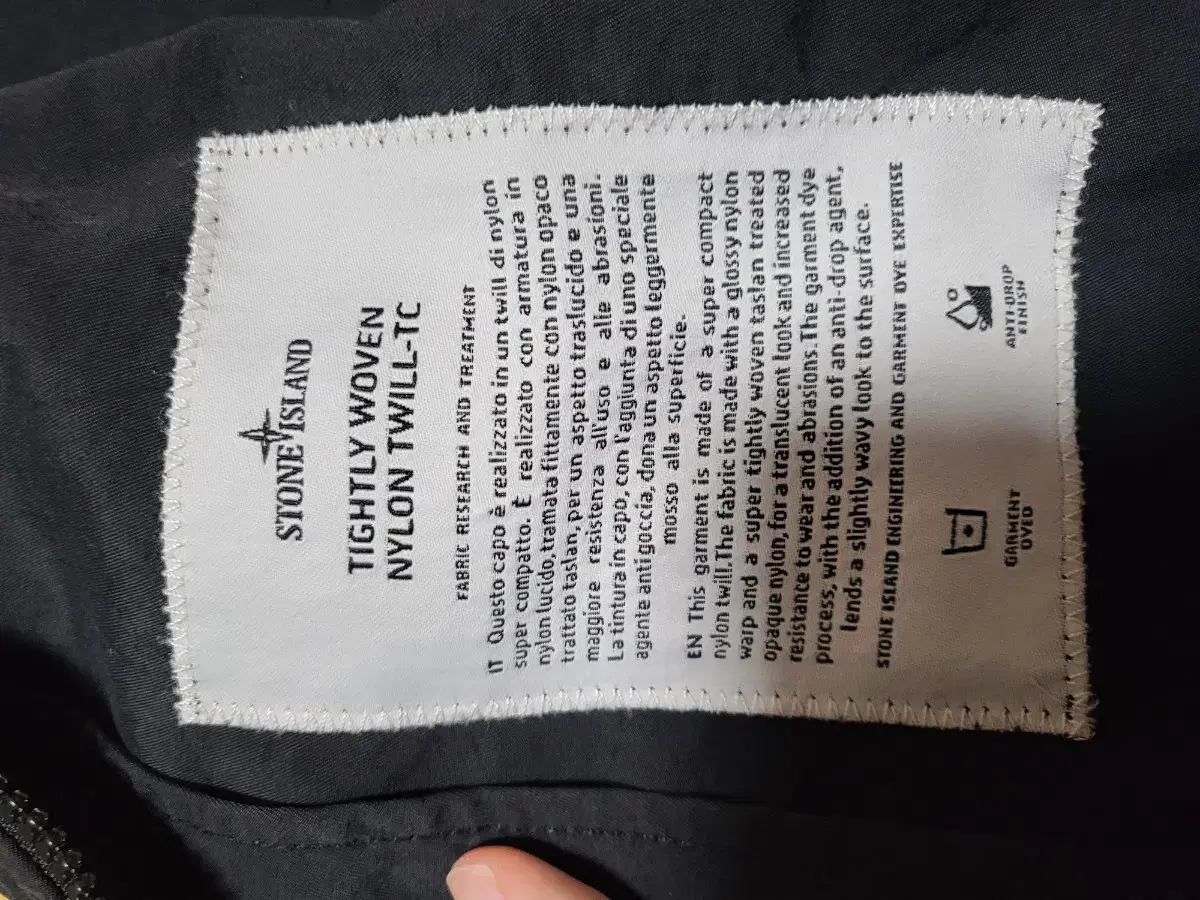 STONE ISLAND
TIGHTLY WOVEN
NYLON TWILL-TC
FABRIC RESEARCH AND TREATMENT
IT Questo capo è realizzato in un twill di nylon
super compatto. È realizzato con armatura in
nylon lucido, tramata fittamente con nylon opaco
trattato taslan, per un aspetto traslucido e una
maggiore resistenza all'uso e alle abrasioni.
La tintura in capo, con l'aggiunta di uno speciale
agente antigoccia, dona un aspetto leggermente
mosso alla superficie.
EN This garment is made of a super compact
nylon twill. The fabric is made with a glossy nylon
warp and a super tightly woven taslan treated
opaque nylon, for a translucent look and increased
resistance to wear and abrasions. The garment dye
process, with the addition of an anti-drop agent,
lends a slightly wavy look to the surface.
STONE ISLAND ENGINEERING AND GARMENT DYE EXPERTISE
GARMENT
DYED
ANTI-DROP
FINISH